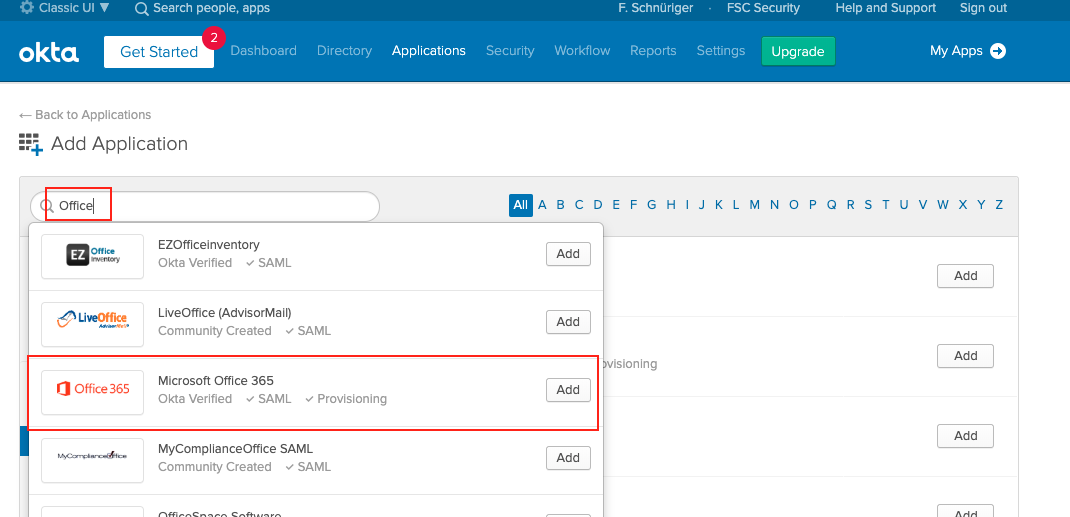 Classic UI ▼ Search people, apps F. Schnüriger · FSC Security Help and Support Sign out
okta Get Started 2 Dashboard Directory Applications Security Workflow Reports Settings Upgrade My Apps
← Back to Applications
Add Application
Office All A B C D E F G H I J K L M N O P Q R S T U V W X Y Z
EZ Office Inventory
EZOfficeinventory
Okta Verified ✓ SAML
Add
Add
LiveOffice AdvisorMail
LiveOffice (AdvisorMail)
Community Created ✓ SAML
Add
Add
ovisioning
Office 365
Microsoft Office 365
Okta Verified ✓ SAML ✓ Provisioning
Add
Add
MyComplianceOffice
MyComplianceOffice SAML
Community Created ✓ SAML
Add
OfficeSpace Software
Add